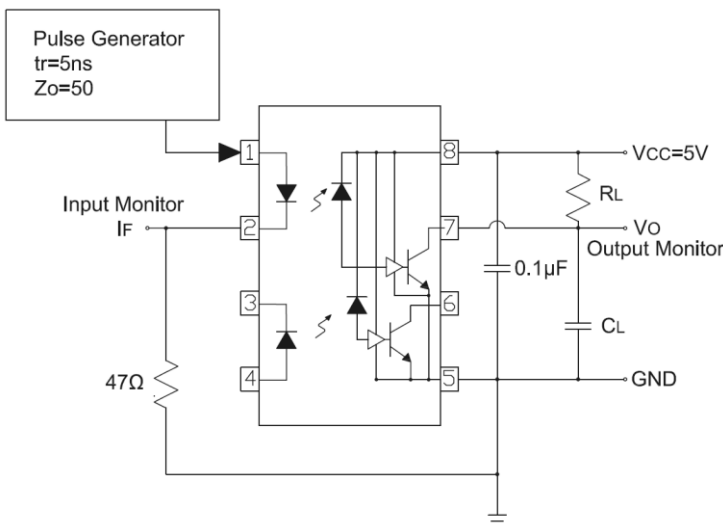 Pulse Generator
tr=5ns
Zo=50
1
8
VCC=5V
RL
Input Monitor
IF
2
7
VO
Output Monitor
0.1µF
3
6
CL
47Ω
4
5
GND